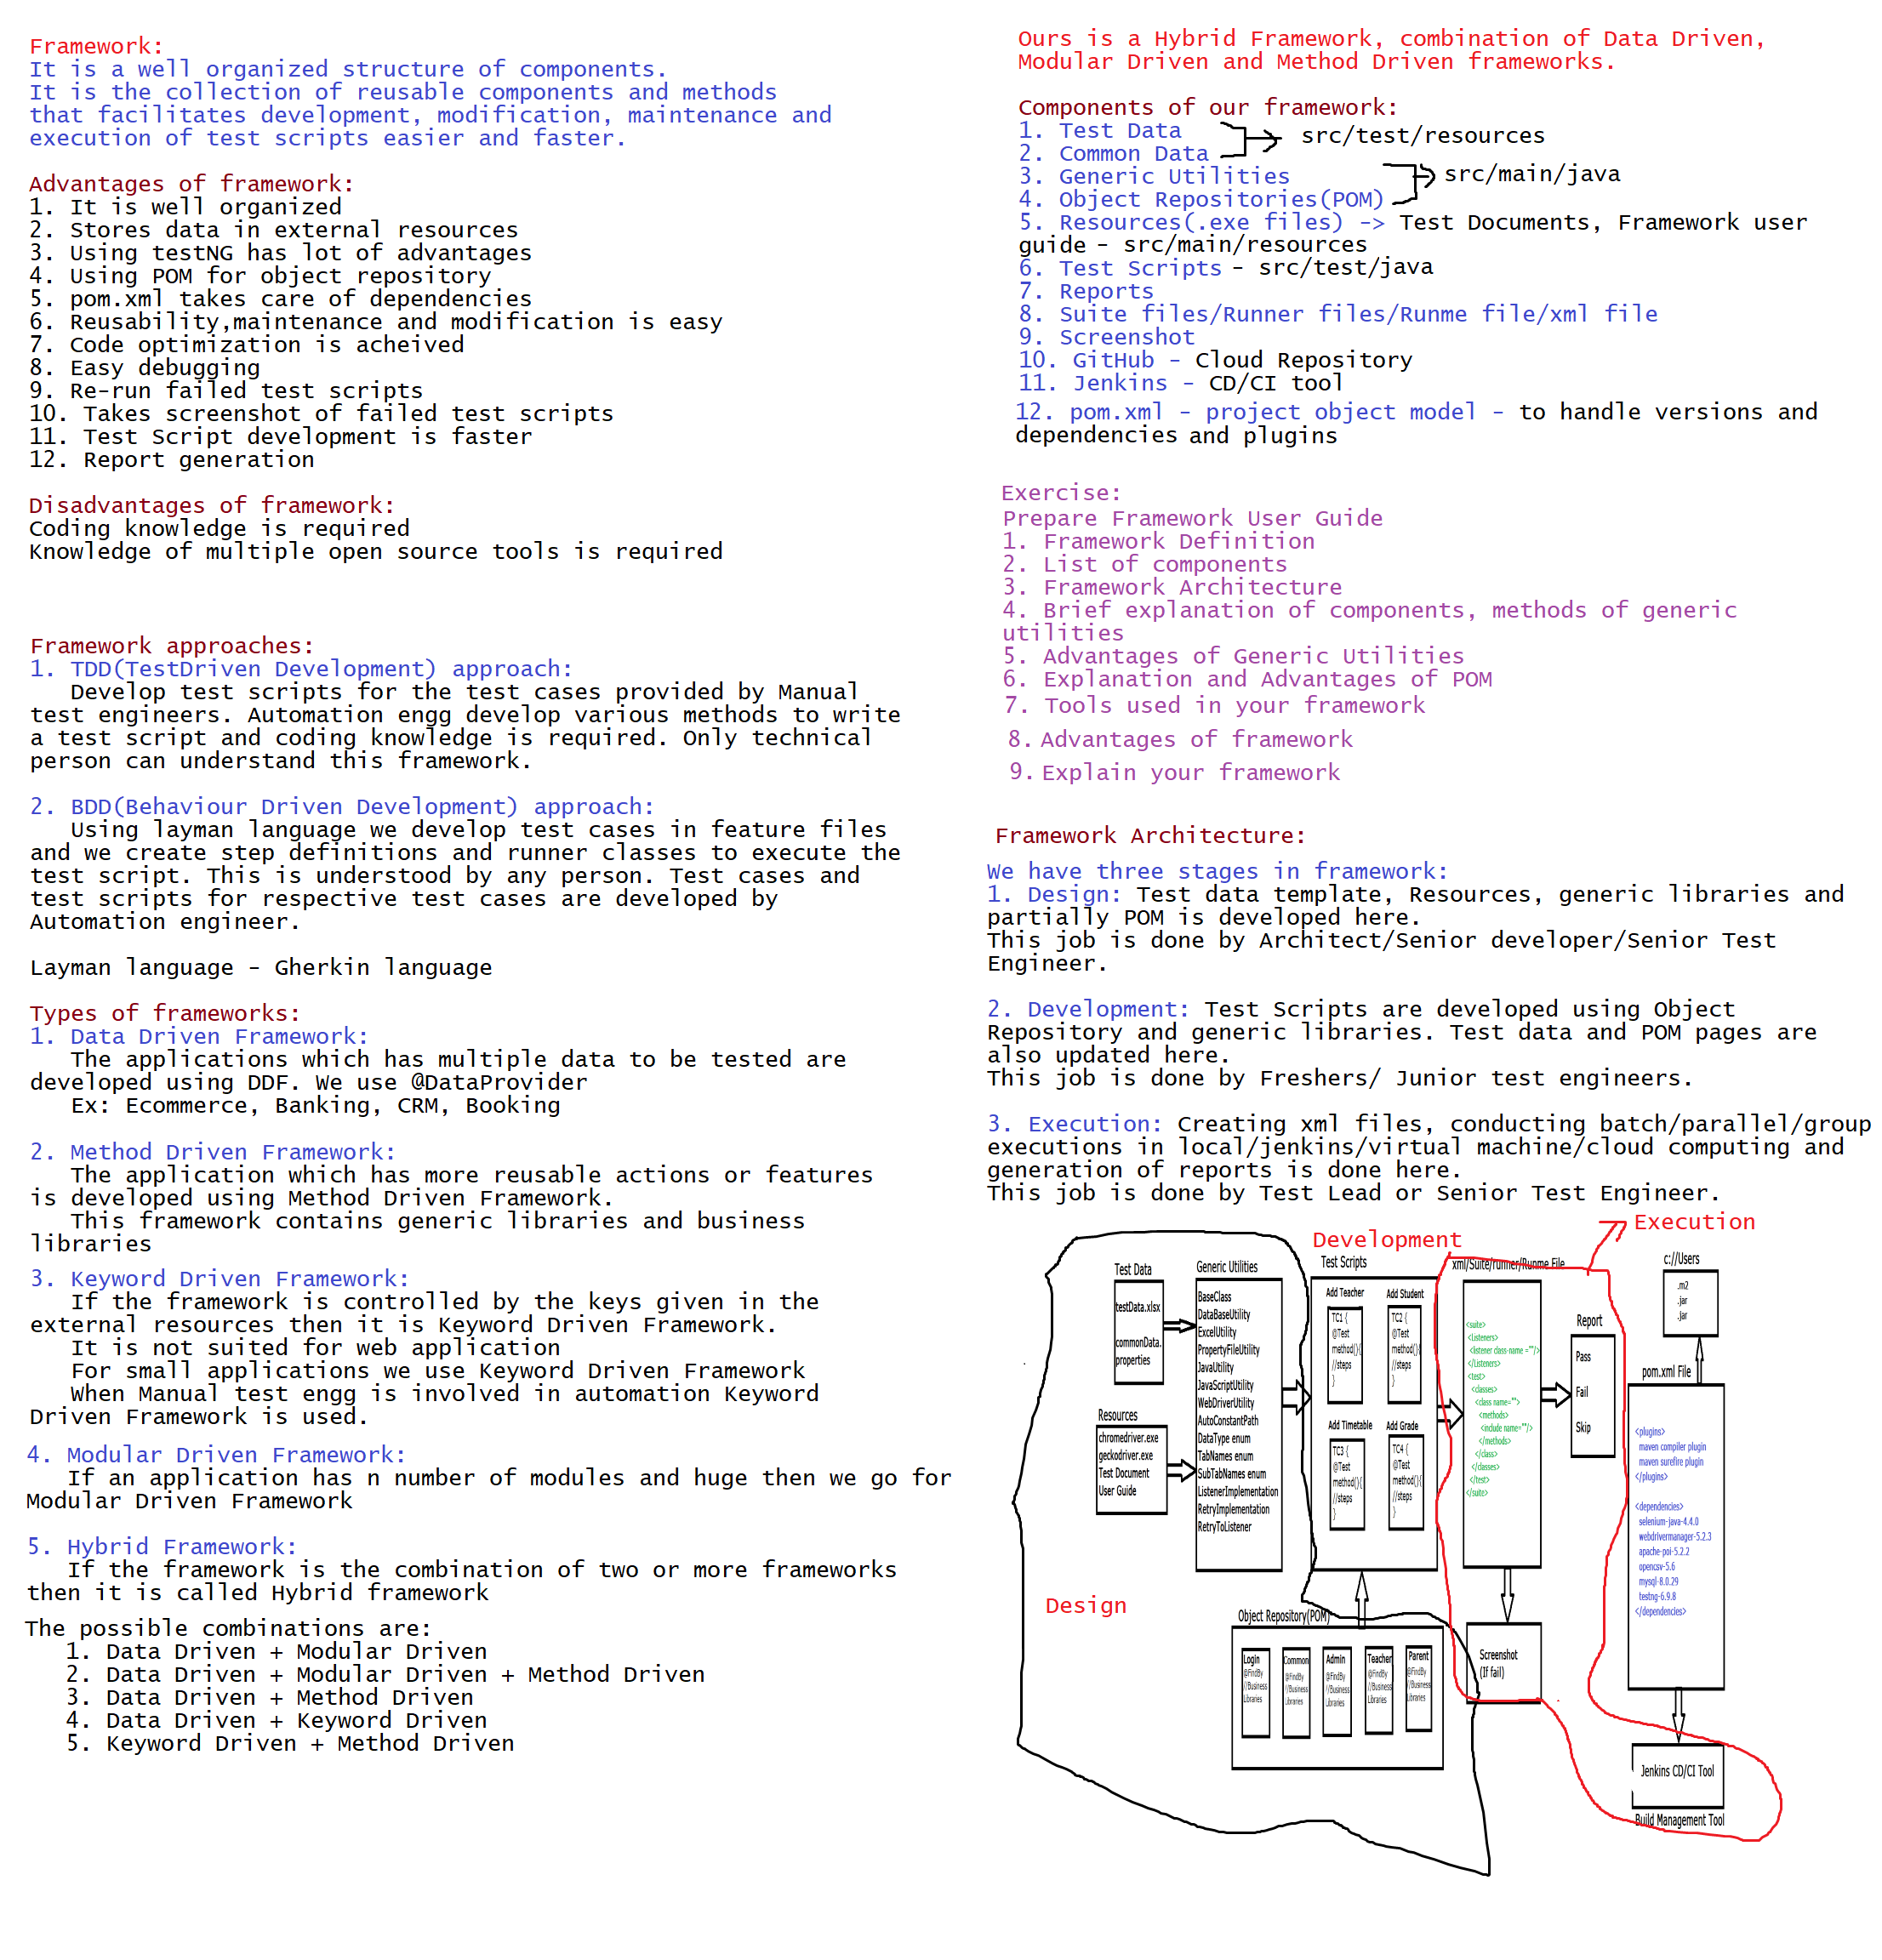 Framework:
It is a well organized structure of components.
It is the collection of reusable components and methods
that facilitates development, modification, maintenance and
execution of test scripts easier and faster.
Advantages of framework:
1. It is well organized
2. Stores data in external resources
3. Using testNG has lot of advantages
4. Using POM for object repository
5. pom.xml takes care of dependencies
6. Reusability,maintenance and modification is easy
7. Code optimization is acheived
8. Easy debugging
9. Re-run failed test scripts
10. Takes screenshot of failed test scripts
11. Test Script development is faster
12. Report generation
Disadvantages of framework:
Coding knowledge is required
Knowledge of multiple open source tools is required
Framework approaches:
1. TDD(TestDriven Development) approach:
Develop test scripts for the test cases provided by Manual
test engineers. Automation engg develop various methods to write
a test script and coding knowledge is required. Only technical
person can understand this framework.
2. BDD(Behaviour Driven Development) approach:
Using layman language we develop test cases in feature files
and we create step definitions and runner classes to execute the
test script. This is understood by any person. Test cases and
test scripts for respective test cases are developed by
Automation engineer.
Layman language - Gherkin language
Types of frameworks:
1. Data Driven Framework:
The applications which has multiple data to be tested are
developed using DDF. We use @DataProvider
Ex: Ecommerce, Banking, CRM, Booking
2. Method Driven Framework:
The application which has more reusable actions or features
is developed using Method Driven Framework.
This framework contains generic libraries and business
libraries
3. Keyword Driven Framework:
If the framework is controlled by the keys given in the
external resources then it is Keyword Driven Framework.
It is not suited for web application
For small applications we use Keyword Driven Framework
When Manual test engg is involved in automation Keyword
Driven Framework is used.
4. Modular Driven Framework:
If an application has n number of modules and huge then we go for
Modular Driven Framework
5. Hybrid Framework:
If the framework is the combination of two or more frameworks
then it is called Hybrid framework
The possible combinations are:
1. Data Driven + Modular Driven
2. Data Driven + Modular Driven + Method Driven
3. Data Driven + Method Driven
4. Data Driven + Keyword Driven
5. Keyword Driven + Method Driven
Ours is a Hybrid Framework, combination of Data Driven,
Modular Driven and Method Driven frameworks.
Components of our framework:
1. Test Data
2. Common Data
src/test/resources
3. Generic Utilities
4. Object Repositories(POM)
src/main/java
5. Resources(.exe files) -> Test Documents, Framework user
guide - src/main/resources
6. Test Scripts - src/test/java
7. Reports
8. Suite files/Runner files/Runme file/xml file
9. Screenshot
10. GitHub - Cloud Repository
11. Jenkins - CD/CI tool
12. pom.xml - project object model - to handle versions and
dependencies and plugins
Exercise:
Prepare Framework User Guide
1. Framework Definition
2. List of components
3. Framework Architecture
4. Brief explanation of components, methods of generic
utilities
5. Advantages of Generic Utilities
6. Explanation and Advantages of POM
7. Tools used in your framework
8. Advantages of framework
9. Explain your framework
Framework Architecture:
We have three stages in framework:
1. Design: Test data template, Resources, generic libraries and
partially POM is developed here.
This job is done by Architect/Senior developer/Senior Test
Engineer.
2. Development: Test Scripts are developed using Object
Repository and generic libraries. Test data and POM pages are
also updated here.
This job is done by Freshers/ Junior test engineers.
3. Execution: Creating xml files, conducting batch/parallel/group
executions in local/jenkins/virtual machine/cloud computing and
generation of reports is done here.
This job is done by Test Lead or Senior Test Engineer.
Design
Test Data
testData.xlsx
commonData.
properties
Resources
chromedriver.exe
geckodriver.exe
Test Document
User Guide
Generic Utilities
BaseClass
DataBaseUtility
ExcelUtility
PropertyFileUtility
JavaUtility
JavaScriptUtility
WebDriverUtility
AutoConstantPath
DataType enum
TabNames enum
SubTabNames enum
ListenerImplementation
RetryImplementation
RetryToListener
Development
Test Scripts
Add Teacher
TC1 {
@Test
method(){
//steps
}
Add Student
TC2 {
@Test
method(){
//steps
}
Add Timetable
TC3 {
@Test
method(){
//steps
}
Add Grade
TC4 {
@Test
method(){
//steps
}
Object Repository(POM)
Login
@FindBy
//Business
Libraries
Common
@FindBy
//Business
Libraries
Admin
@FindBy
//Business
Libraries
Teacher
@FindBy
//Business
Libraries
Parent
@FindBy
//Business
Libraries
Execution
xml/Suite/runner/Runme File
<suite>
<listeners>
<listener class-name =""/>
</listeners>
<test>
<classes>
<class name="">
<methods>
<include name=""/>
</methods>
</class>
</classes>
</test>
</suite>
Screenshot
(If fail)
Report
Pass
Fail
Skip
c://Users
.m2
.jar
.jar
pom.xml File
<plugins>
maven compiler plugin
maven surefire plugin
</plugins>
<dependencies>
selenium-java-4.4.0
webdrivermanager-5.2.3
apache-poi-5.2.2
opencsv-5.6
mysql-8.0.29
testng-6.9.8
</dependencies>
Jenkins CD/CI Tool
Build Management Tool